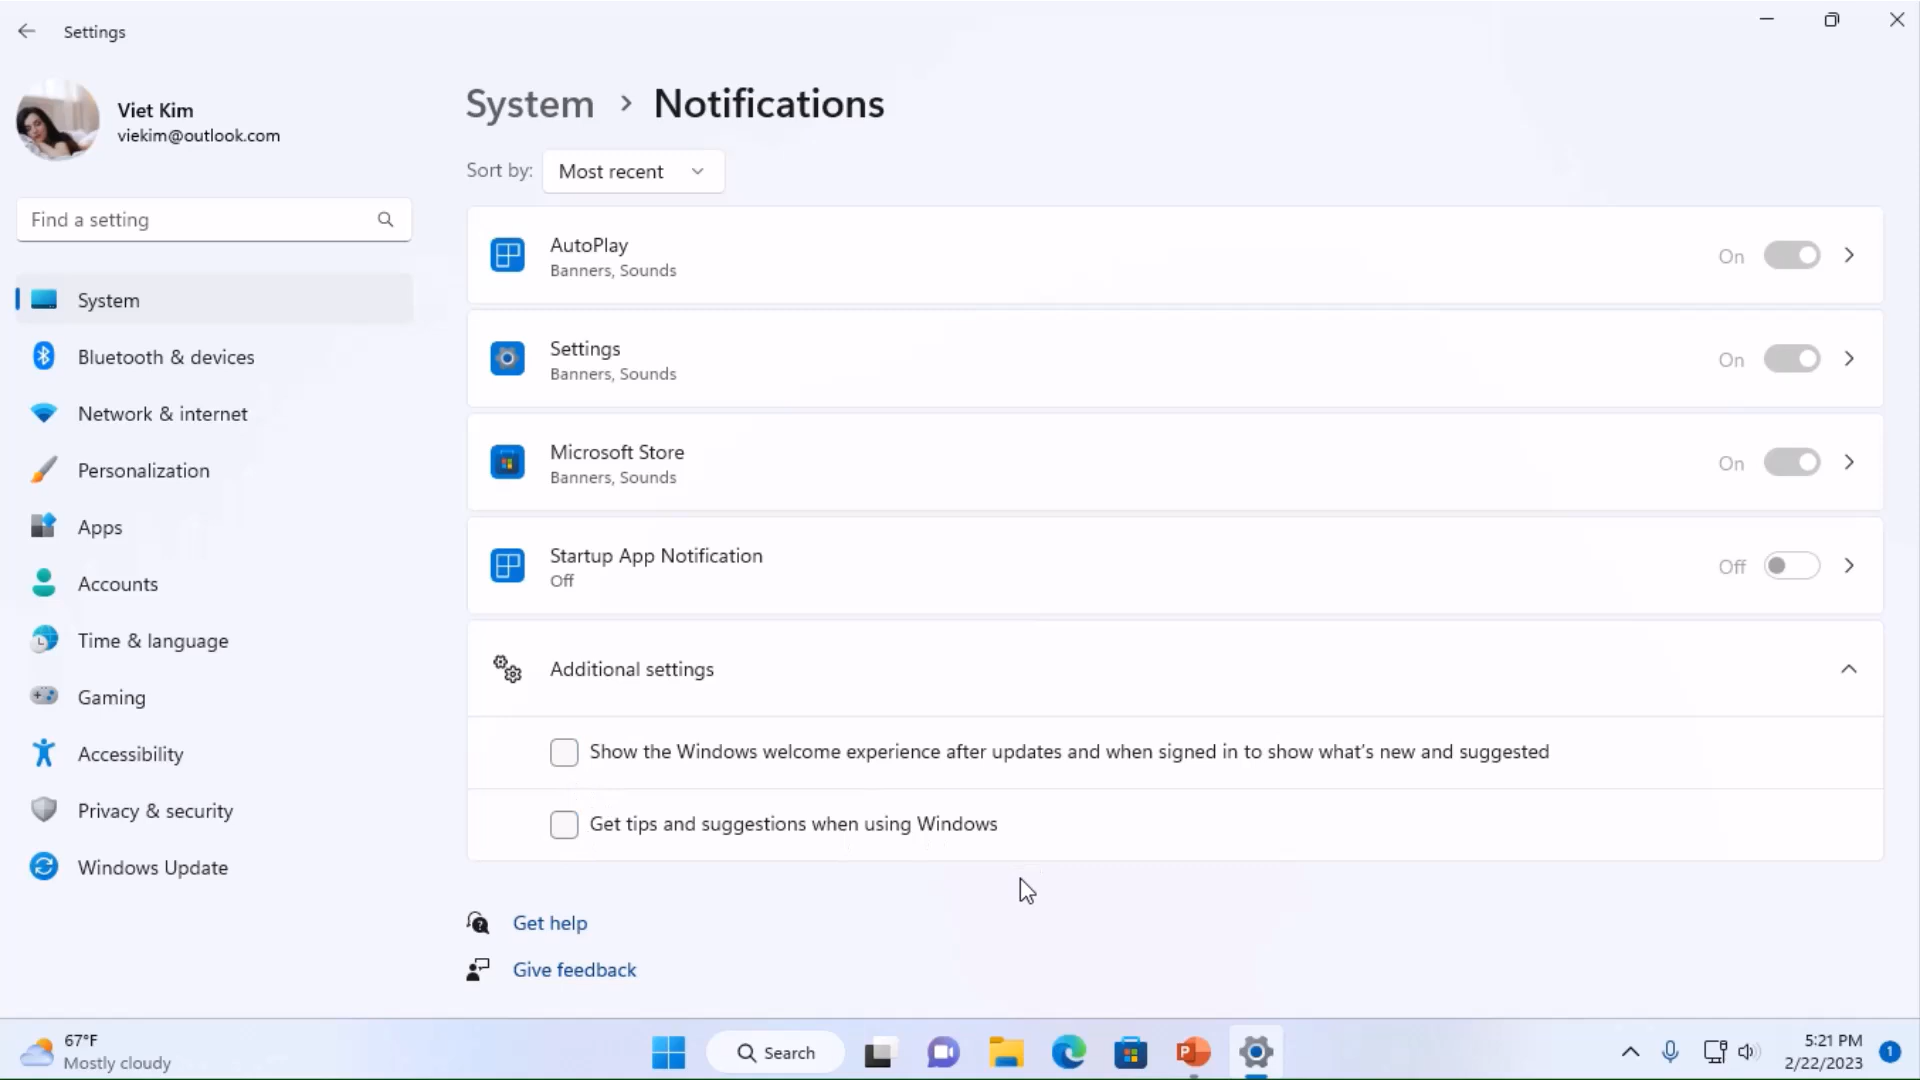 Settings
Viet Kim
viekim@outlook.com
Find a setting
System
Bluetooth & devices
Network & internet
Personalization
Apps
Accounts
Time & language
Gaming
Accessibility
Privacy & security
Windows Update
System > Notifications
Sort by: Most recent
AutoPlay
Banners, Sounds
On
Settings
Banners, Sounds
On
Microsoft Store
Banners, Sounds
On
Startup App Notification
Off
Off
Additional settings
Show the Windows welcome experience after updates and when signed in to show what's new and suggested
Get tips and suggestions when using Windows
Get help
Give feedback
67°F
Mostly cloudy
Search
P
5:21 PM
2/22/2023
1